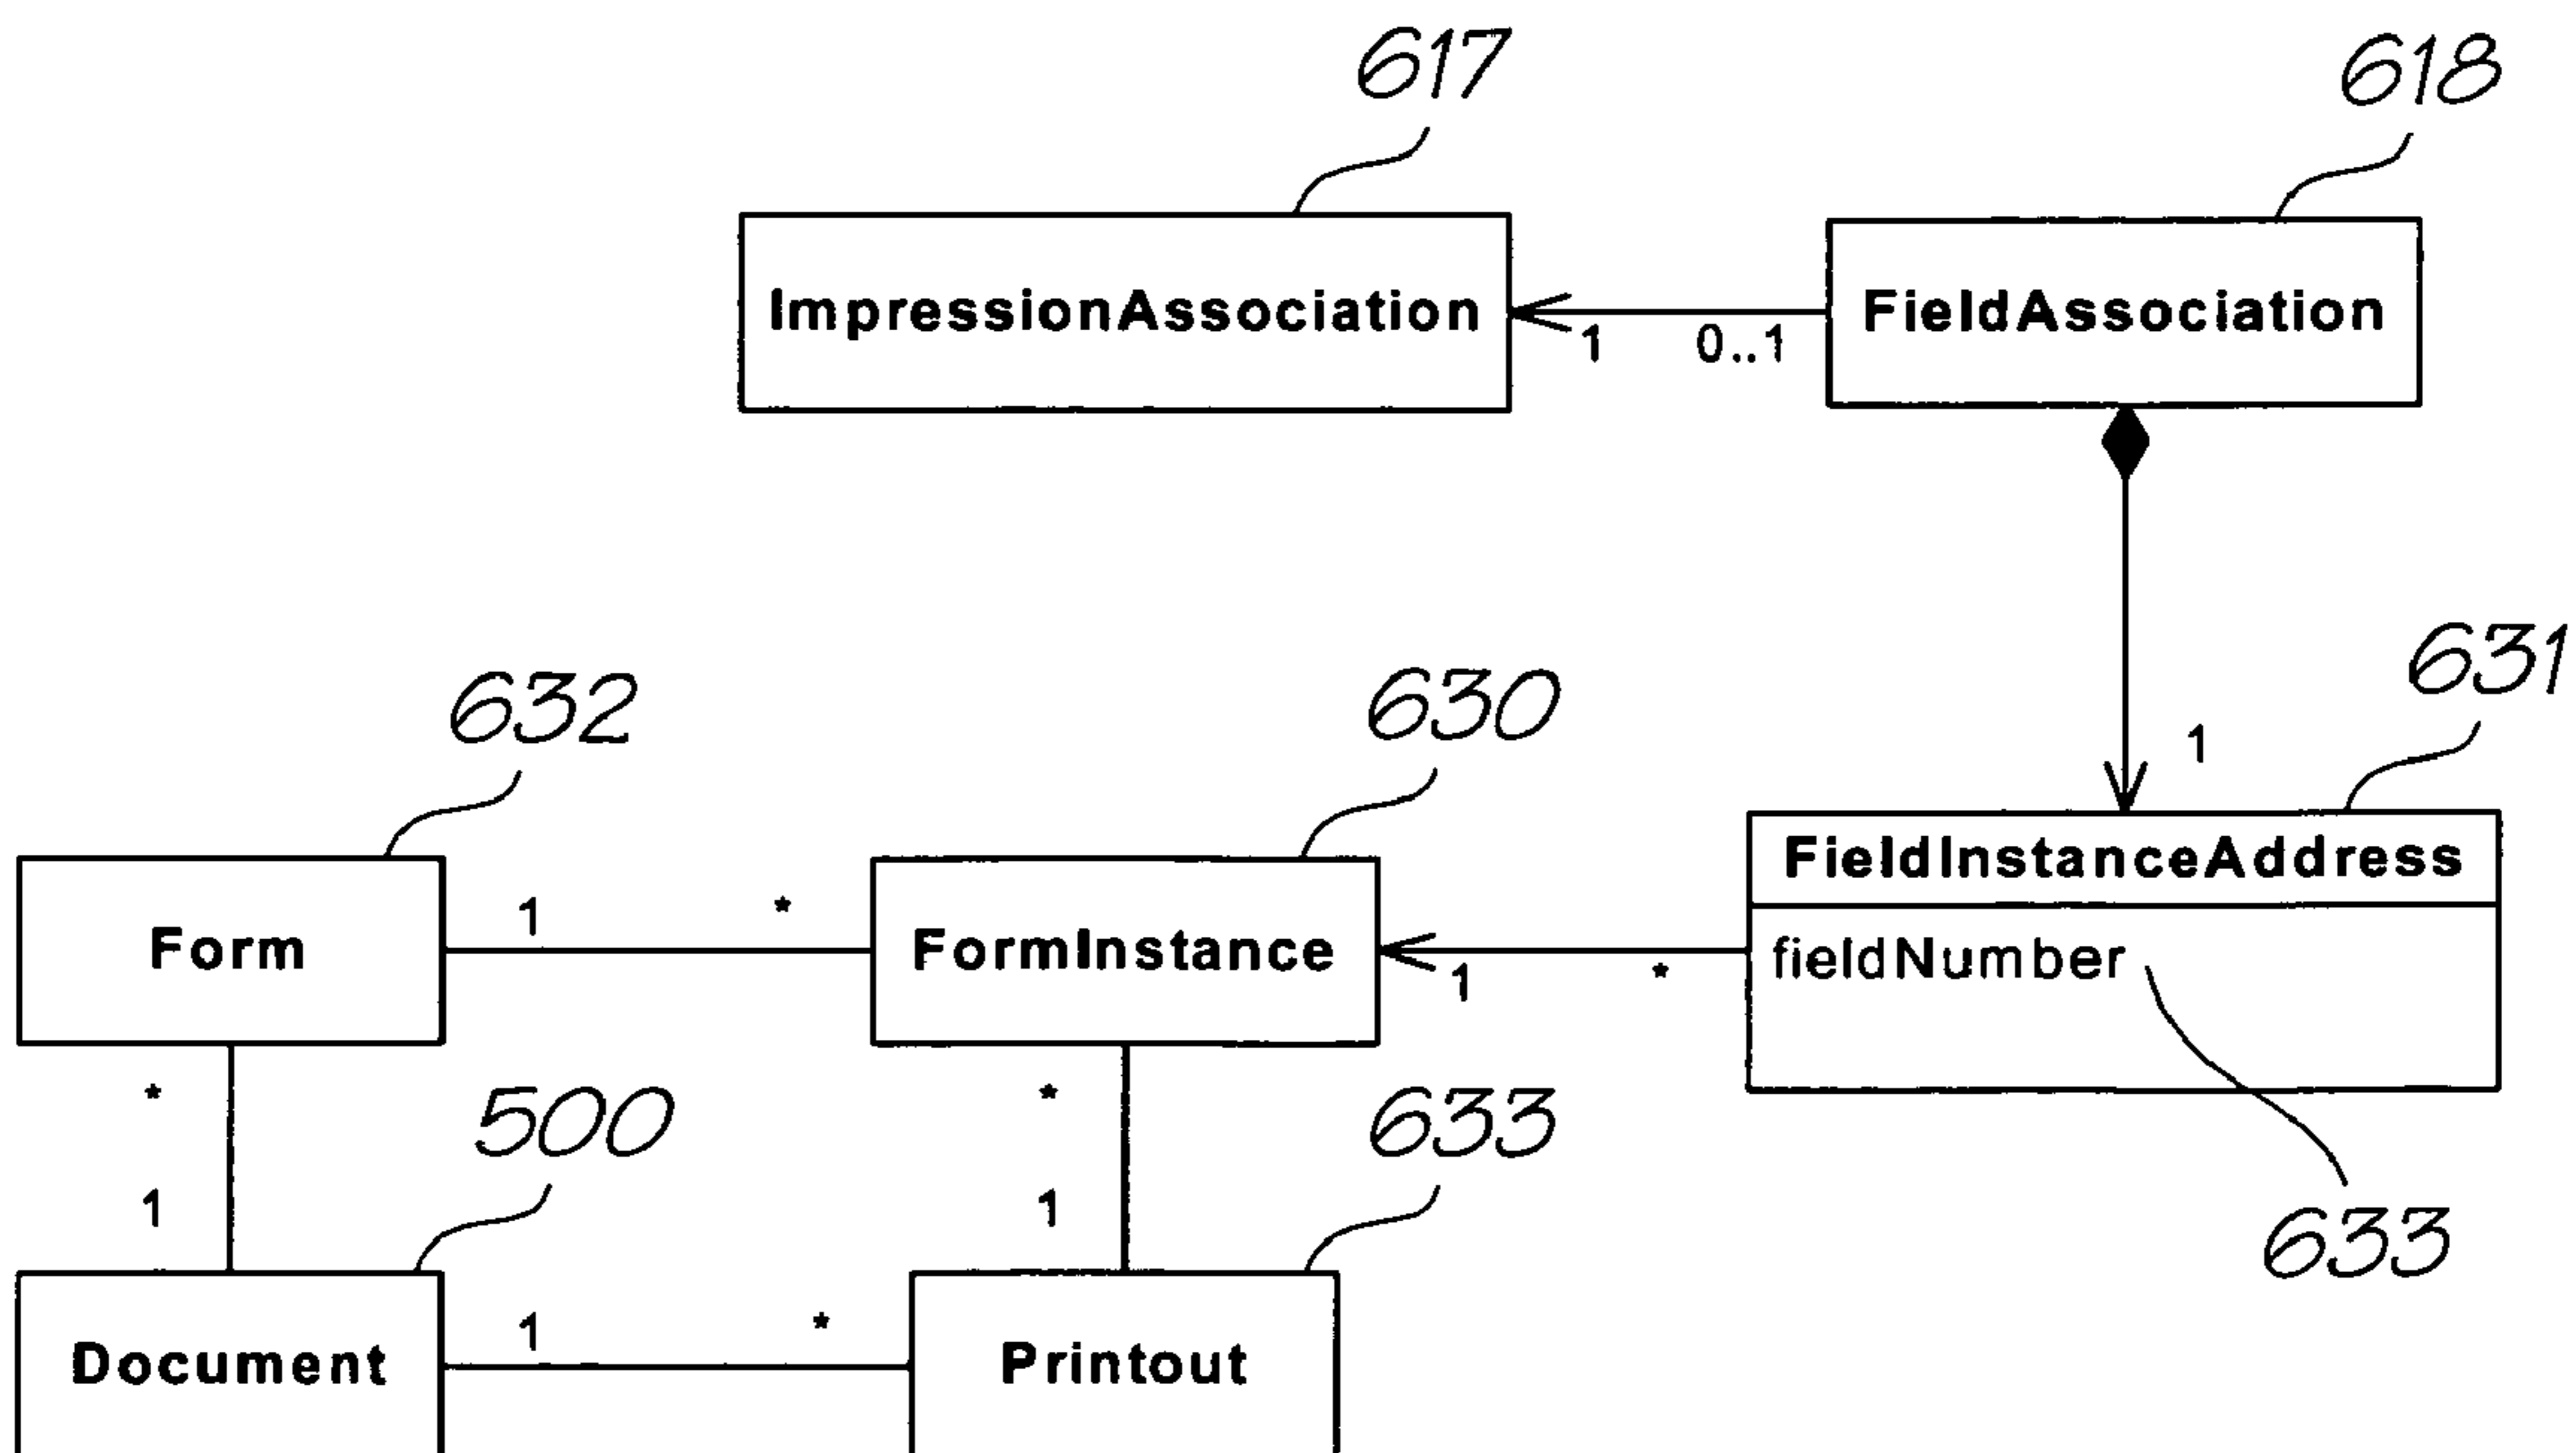 617
618
ImpressionAssociation
FieldAssociation
1 0..1
631
632
630
1
FieldInstanceAddress
1 *
Form
FormInstance
fieldNumber
1 *
* *
500
633
1 1
633
1 *
Document
Printout